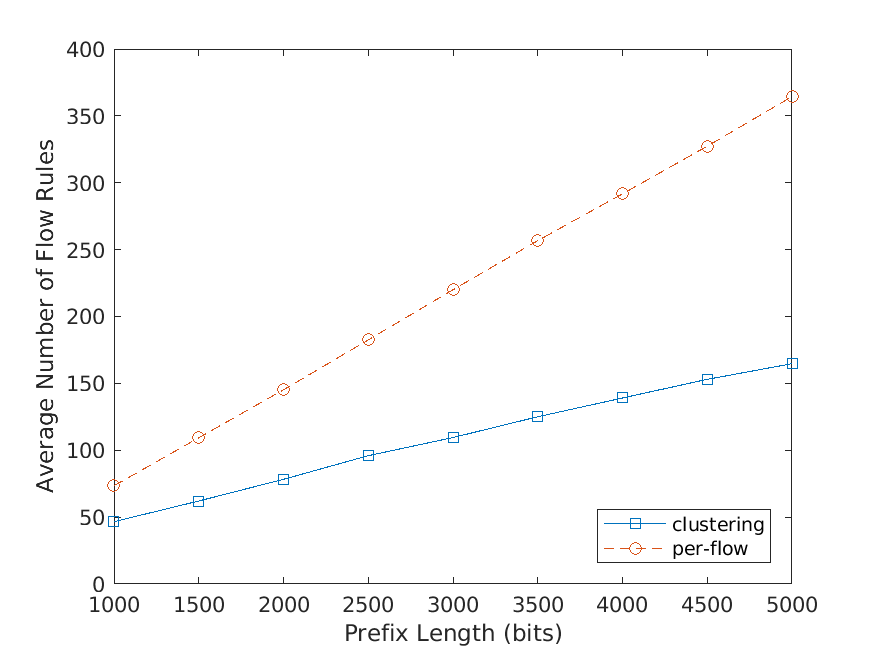 400
350
300
250
200
150
100
50
0
Average Number of Flow Rules
clustering
per-flow
1000 1500 2000 2500 3000 3500 4000 4500 5000
Prefix Length (bits)